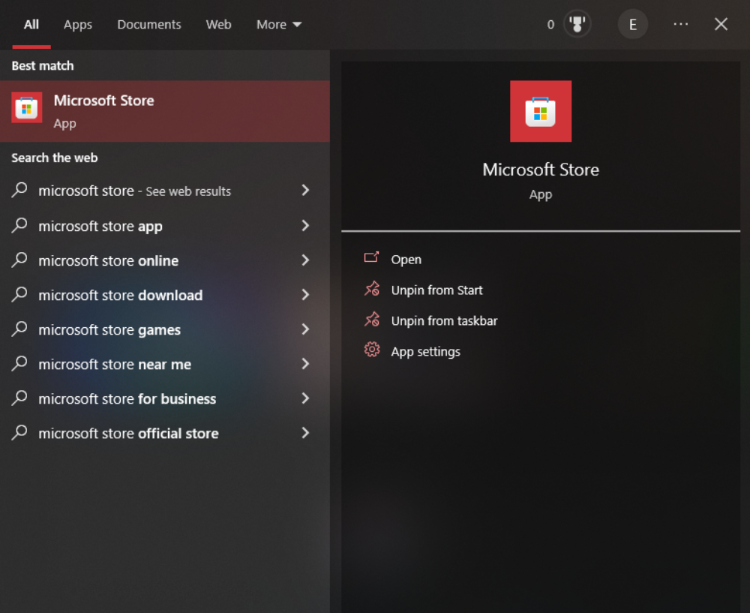 All Apps Documents Web More 0 E ...
Best match
Microsoft Store
App
Search the web
microsoft store - See web results
microsoft store app
microsoft store online
microsoft store download
microsoft store games
microsoft store near me
microsoft store for business
microsoft store official store
Microsoft Store
App
Open
Unpin from Start
Unpin from taskbar
App settings